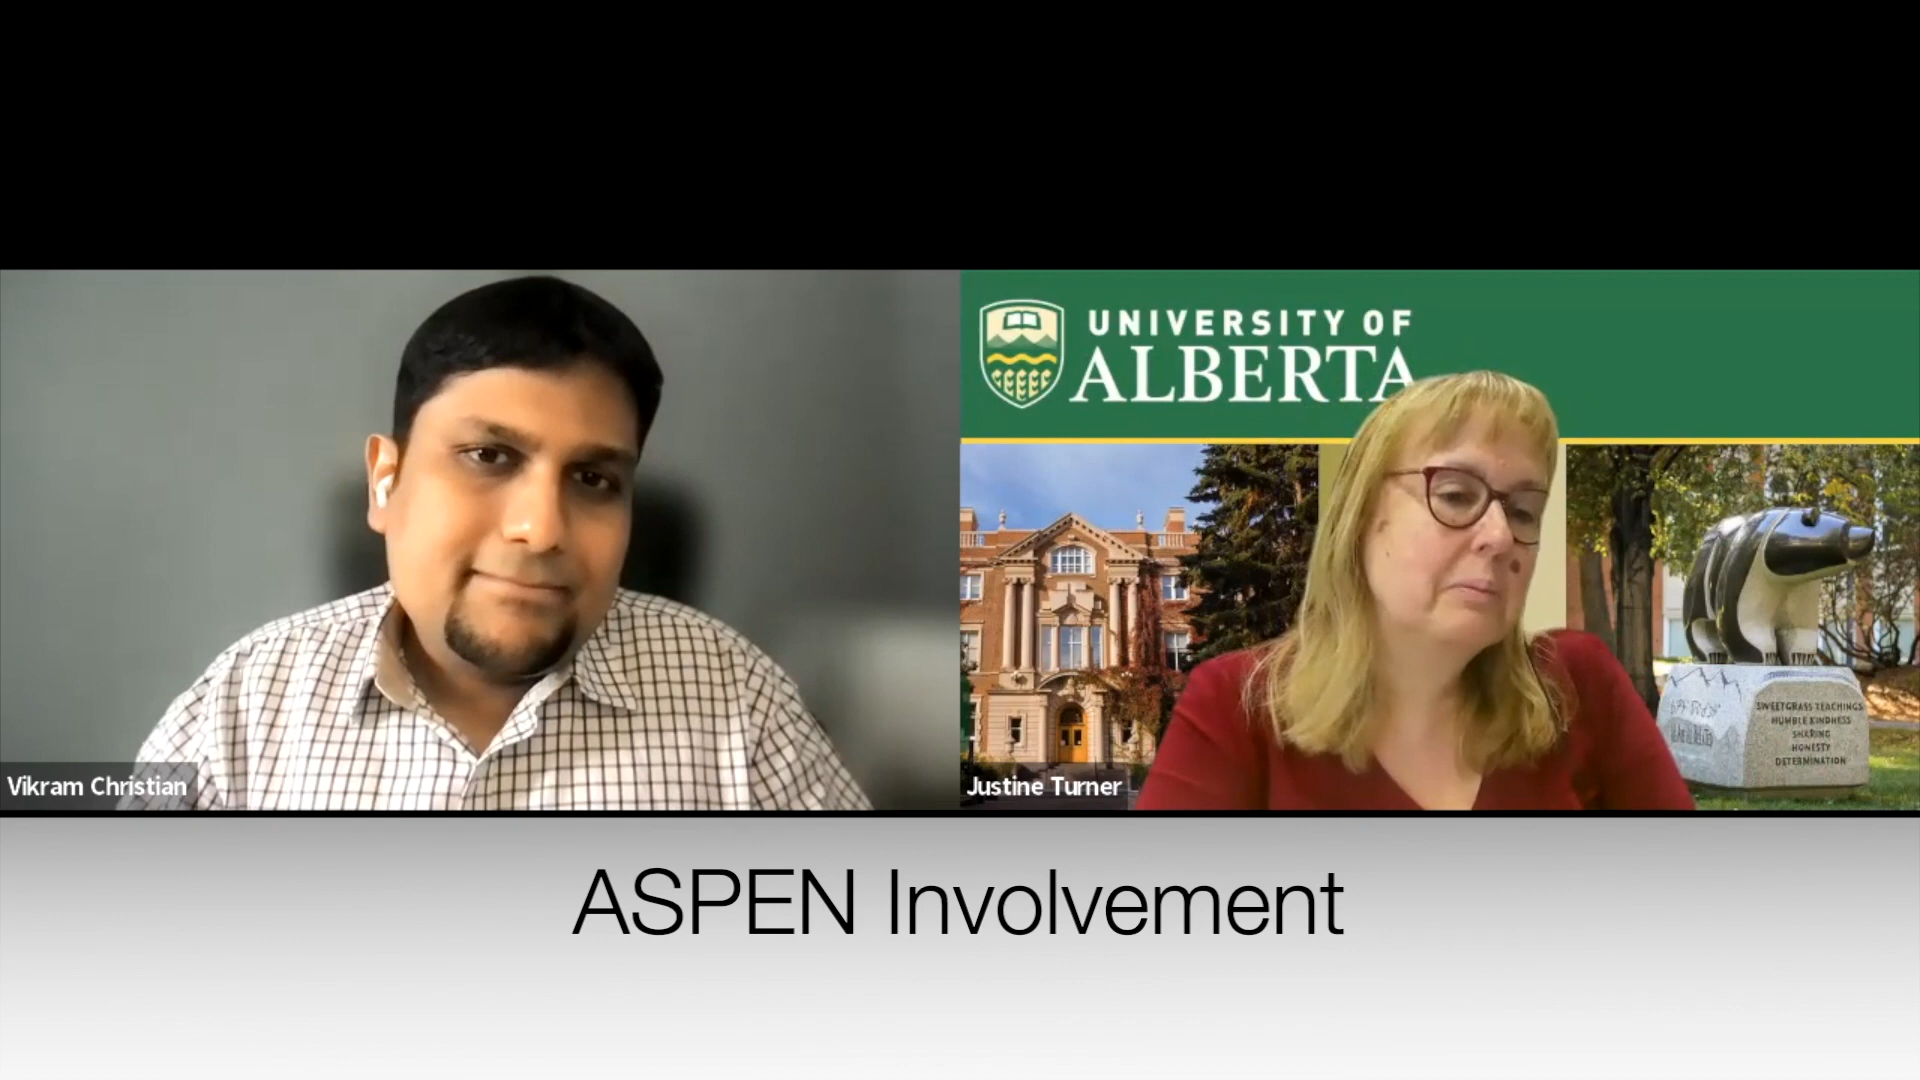 UNIVERSITY OF
ALBERTA
SWEETGRASS TEACHINGS
HUMBLE KINDNESS
SHARING
HONESTY
DETERMINATION
Vikram Christian
Justine Turner
ASPEN Involvement